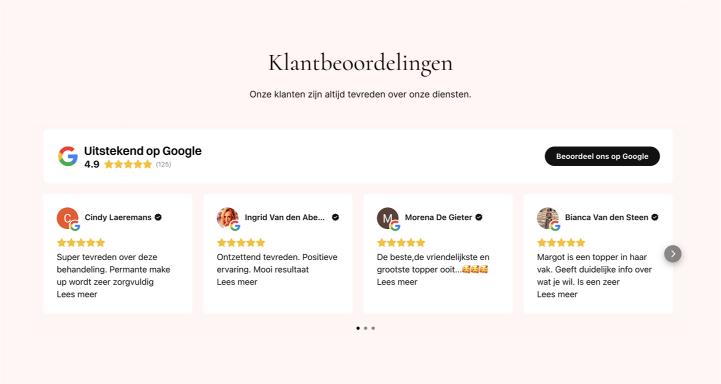 Klantbeoordelingen
Onze klanten zijn altijd tevreden over onze diensten.
Uitstekend op Google
4.9 (126)
Beoordeel ons op Google
C
Cindy Laeremans
Super tevreden over deze
behandeling. Permante make
up wordt zeer zorgvuldig
Lees meer
Ingrid Van den Abe...
Ontzettend tevreden. Positieve
ervaring. Mooi resultaat
Lees meer
M
Morena De Gieter
De beste,de vriendelijkste en
grootste topper ooit...🥰🥰🥰
Lees meer
Bianca Van den Steen
Margot is een topper in haar
vak. Geeft duidelijke info over
wat je wil. Is een zeer
Lees meer